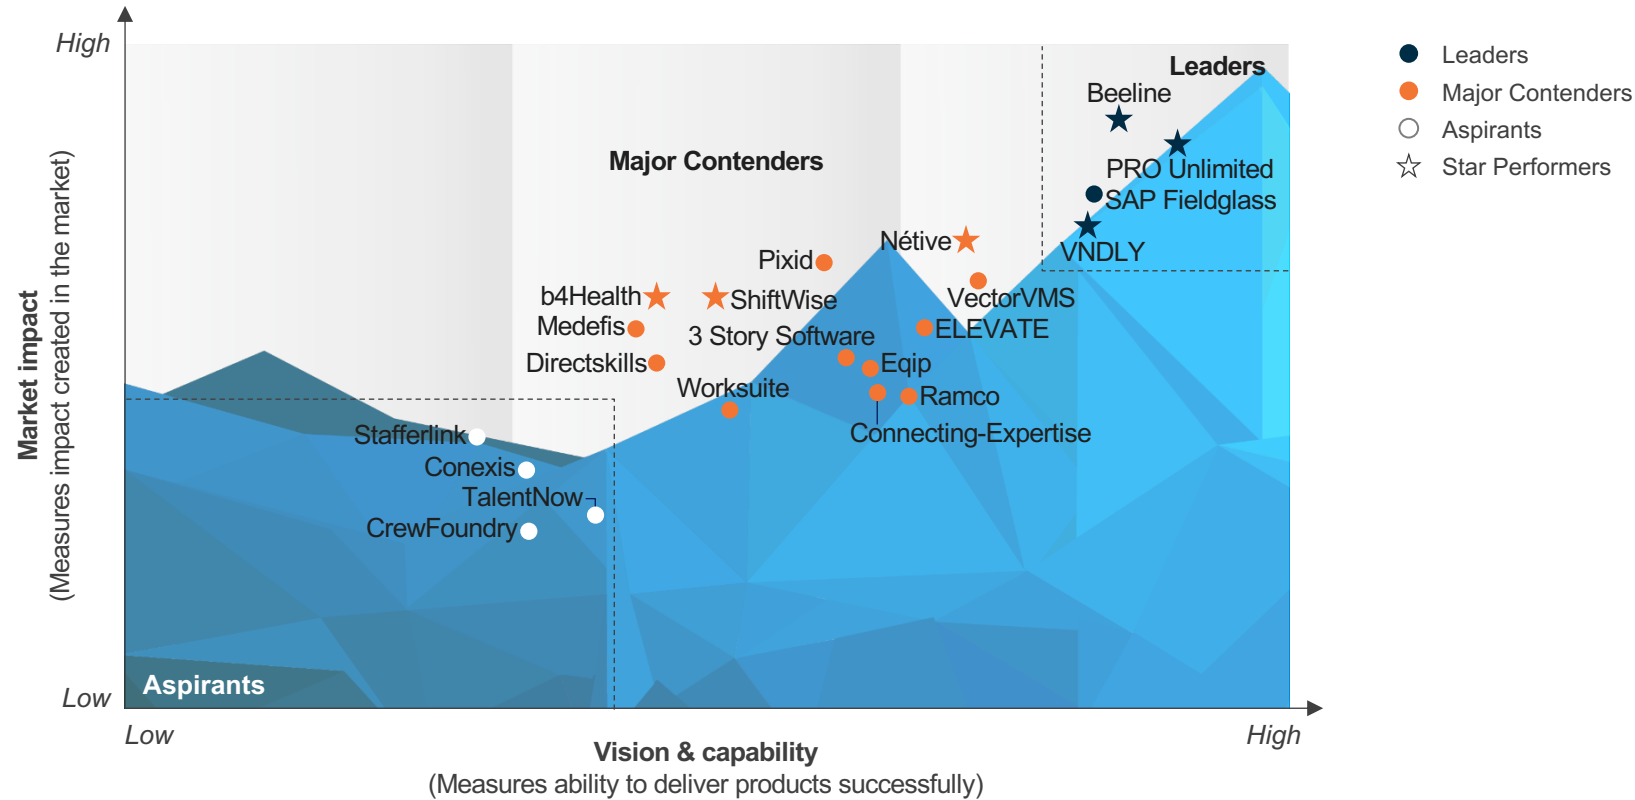 High
Leaders
Leaders
Beeline
Major Contenders
Aspirants
Star Performers
Major Contenders
PRO Unlimited
SAP Fieldglass
Nétive
VNDLY
Pixid
b4Health
ShiftWise
VectorVMS
Medefis
3 Story Software
ELEVATE
Directskills
Eqip
Worksuite
Ramco
Connecting-Expertise
Stafferlink
Conexis
TalentNow
CrewFoundry
Market impact
(Measures impact created in the market)
Aspirants
Low
Low
High
Vision & capability
(Measures ability to deliver products successfully)